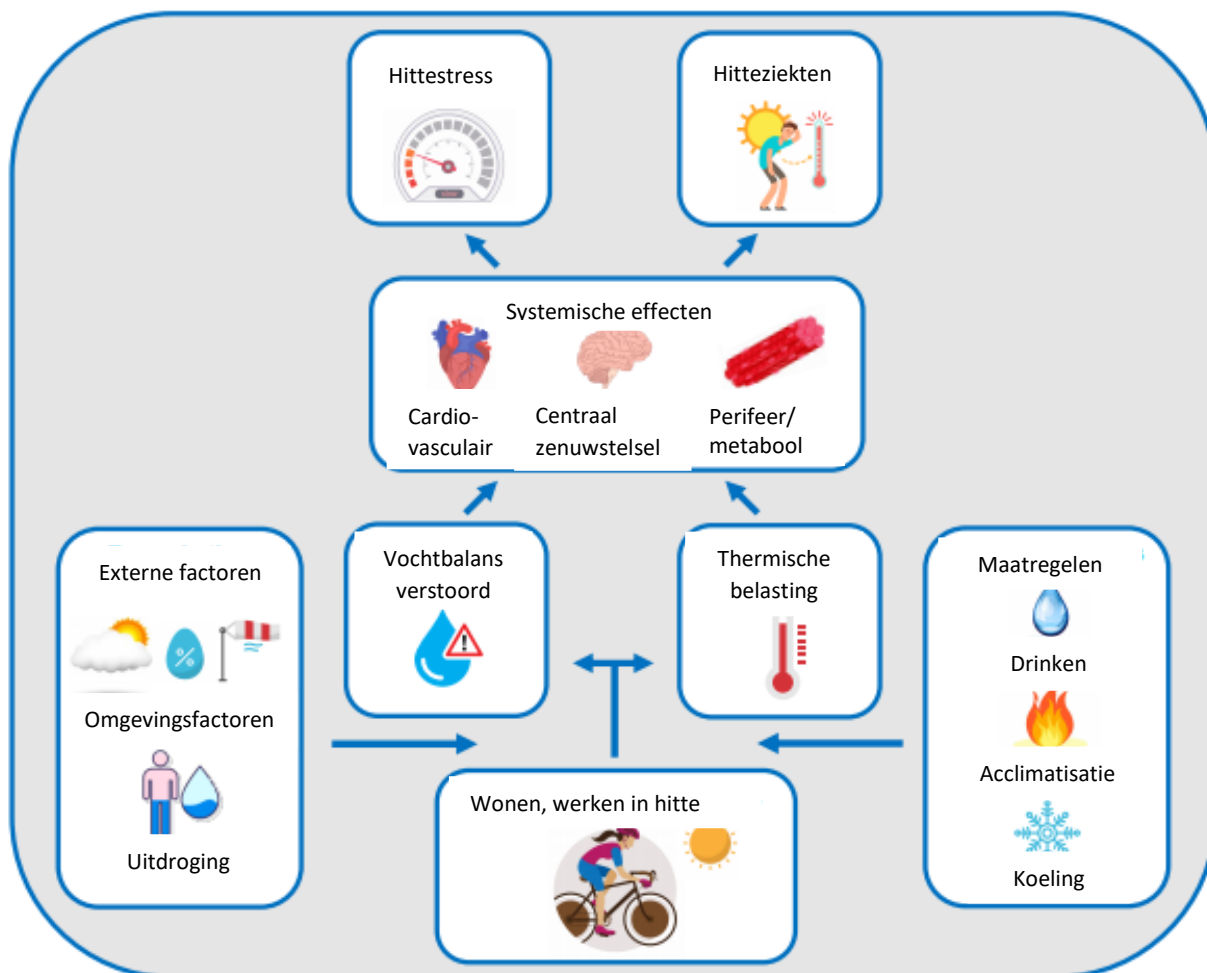 Hittestress
Hitteziekten
Systemische effecten
Cardio-
vasculair
Centraal
zenuwstelsel
Perifeer/
metabool
Externe factoren
%
Omgevingsfactoren
Uitdroging
Vochtbalans
verstoord
!
Thermische
belasting
Maatregelen
Drinken
Acclimatisatie
Koeling
Wonen, werken in hitte